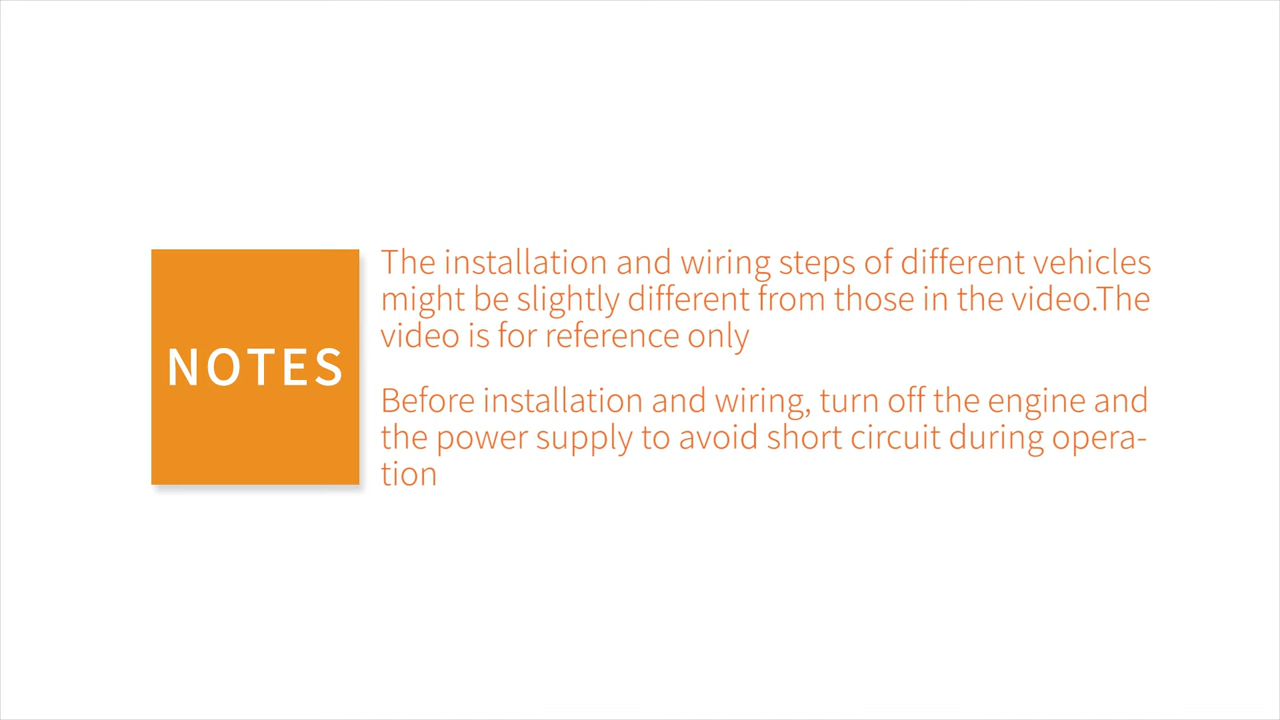 NOTES
The installation and wiring steps of different vehicles
might be slightly different from those in the video.The
video is for reference only
Before installation and wiring, turn off the engine and
the power supply to avoid short circuit during opera-
tion